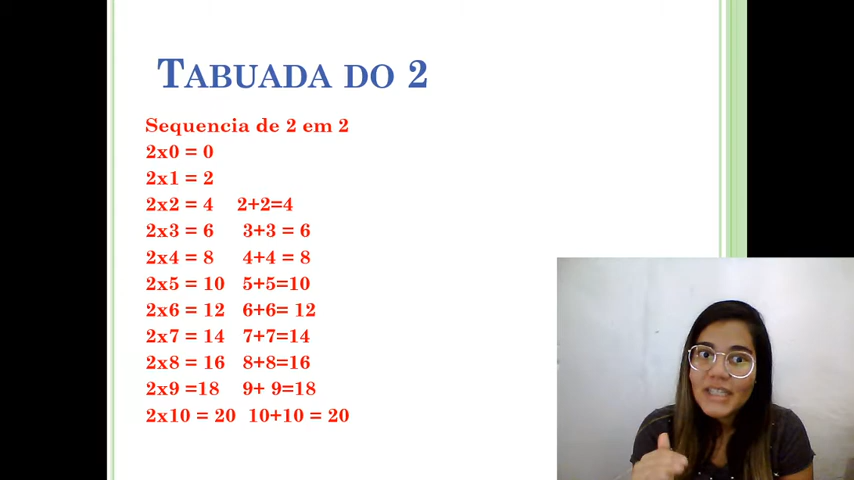 TABUADA DO 2
Sequencia de 2 em 2
2x0 = 0
2x1 = 2
2x2 = 4 2+2=4
2x3 = 6 3+3 = 6
2x4 = 8 4+4 = 8
2x5 = 10 5+5=10
2x6 = 12 6+6= 12
2x7 = 14 7+7=14
2x8 = 16 8+8=16
2x9 =18 9+ 9=18
2x10 = 20 10+10 = 20